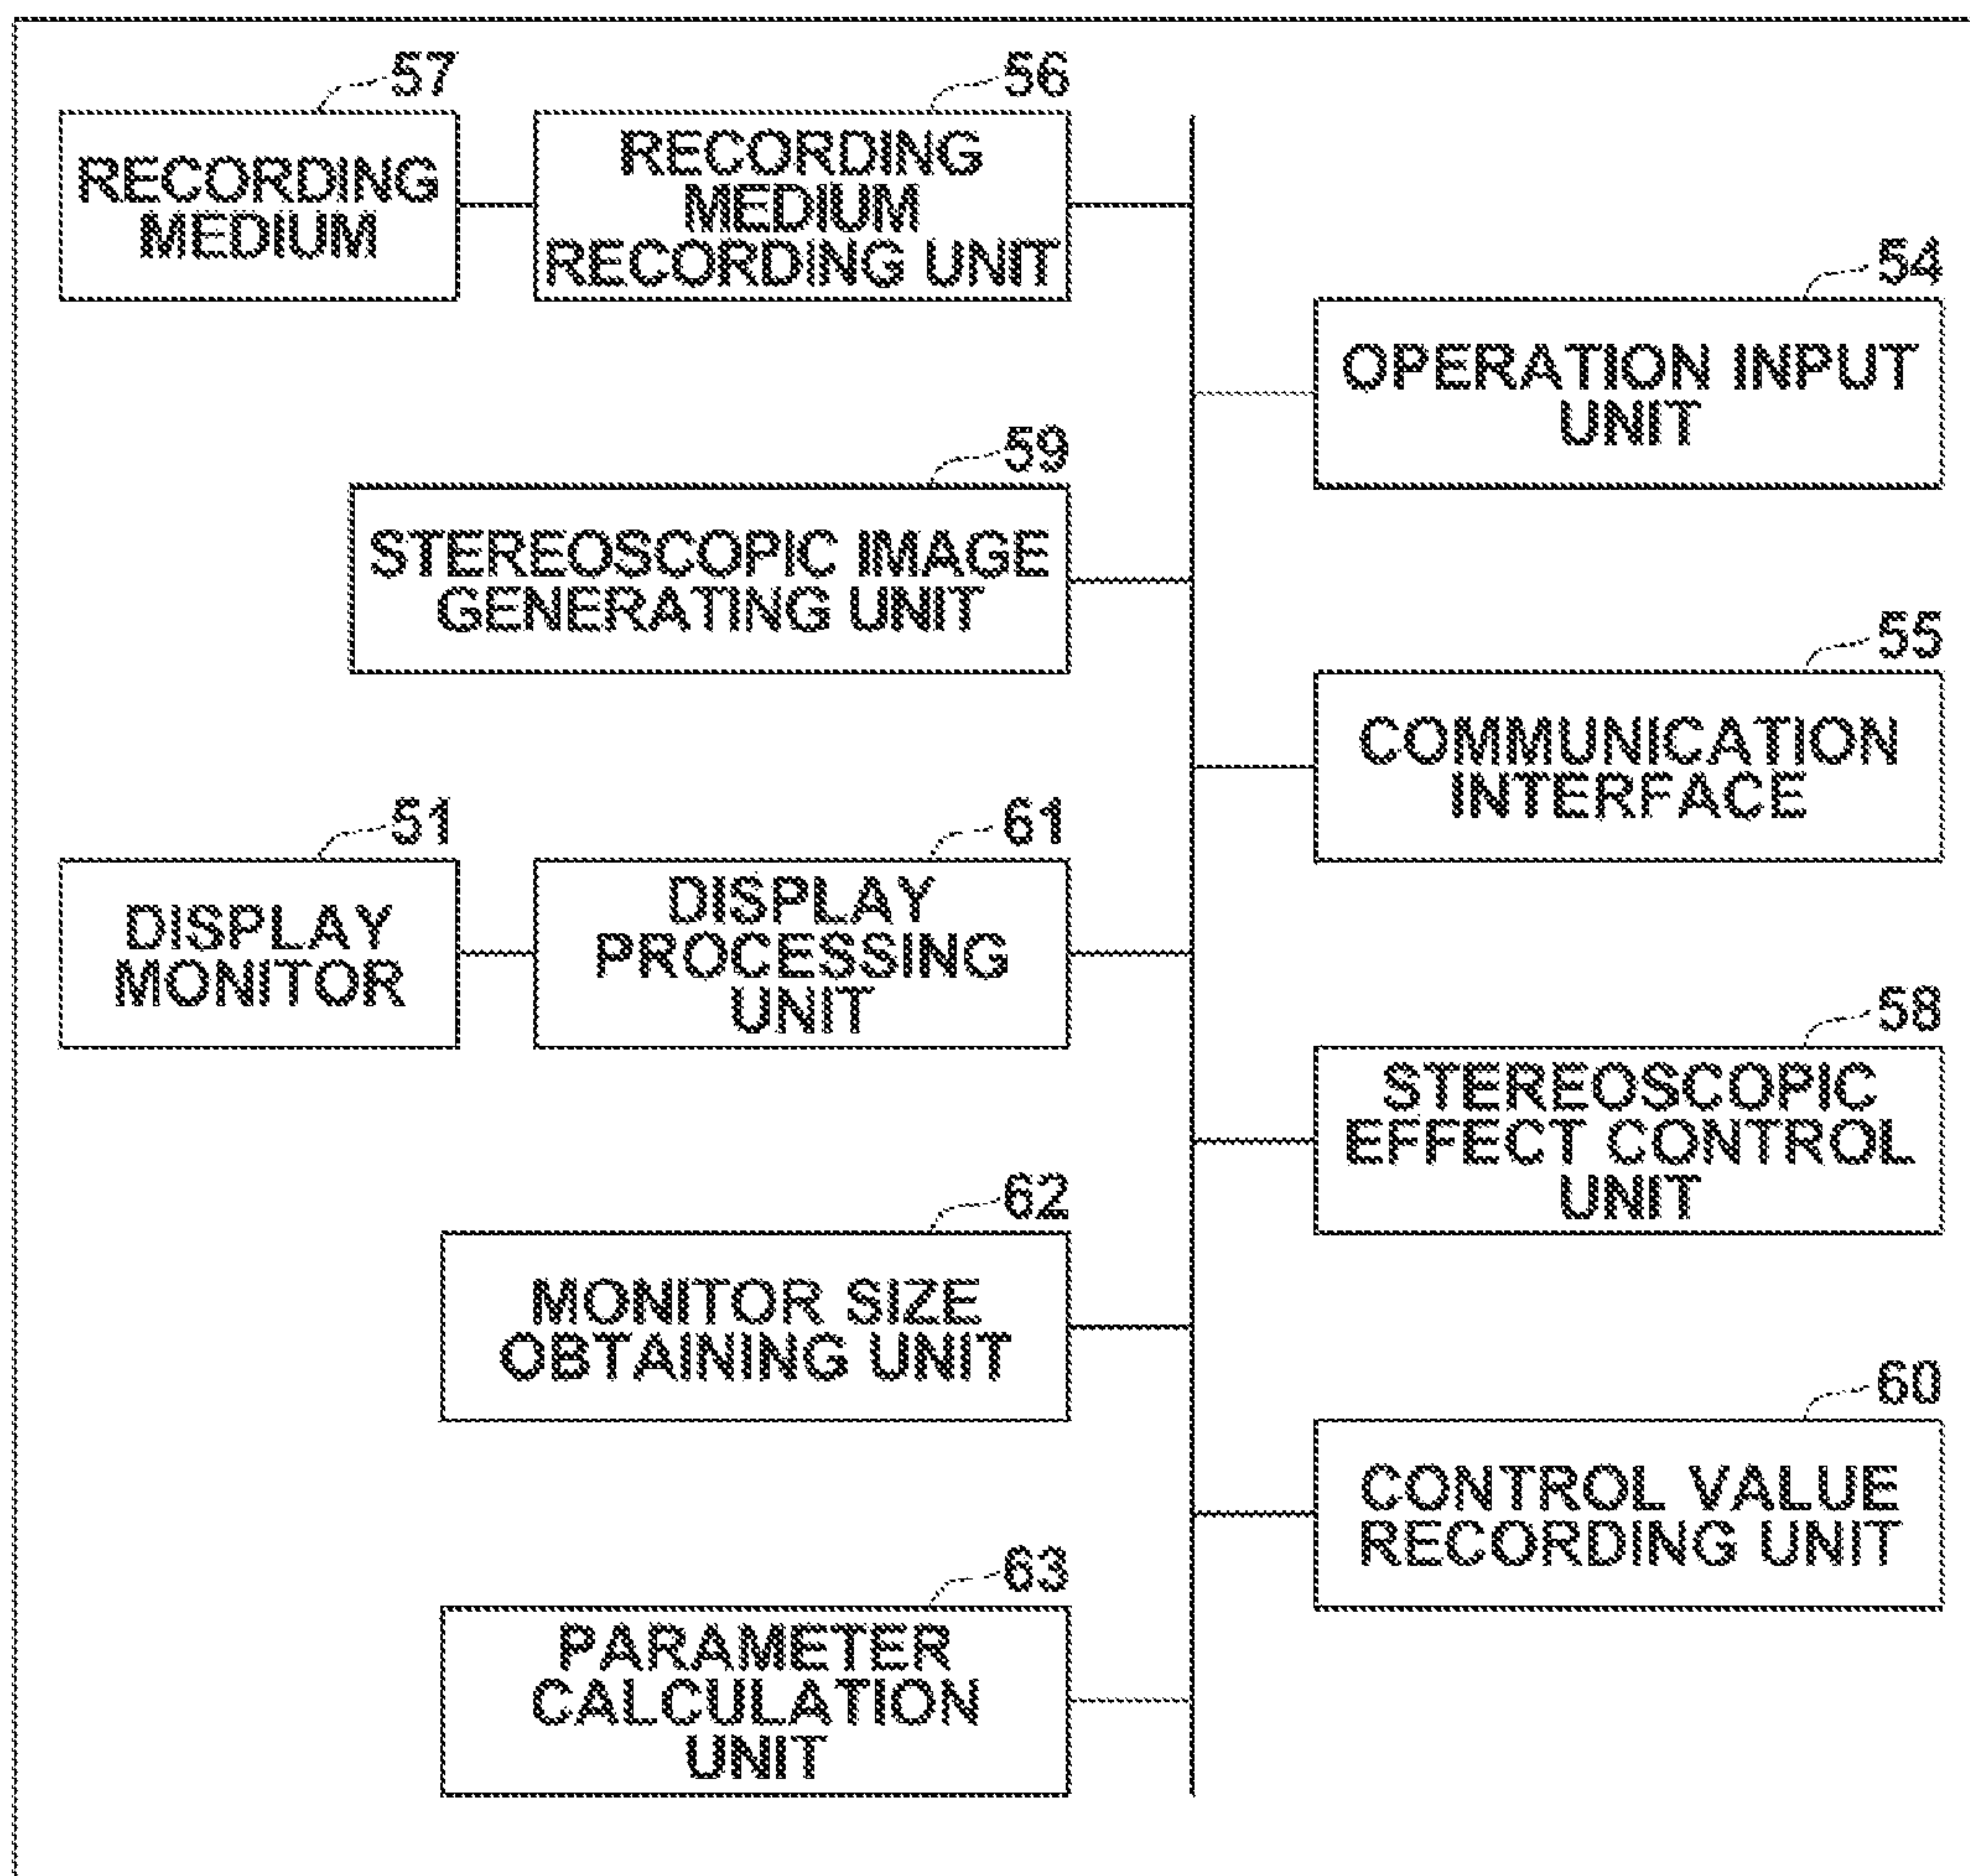 57
RECORDING
MEDIUM
56
RECORDING
MEDIUM
RECORDING UNIT
54
OPERATION INPUT
UNIT
59
STEREOSCOPIC IMAGE
GENERATING UNIT
55
COMMUNICATION
INTERFACE
51
DISPLAY
MONITOR
61
DISPLAY
PROCESSING
UNIT
58
STEREOSCOPIC
EFFECT CONTROL
UNIT
62
MONITOR SIZE
OBTAINING UNIT
60
CONTROL VALUE
RECORDING UNIT
63
PARAMETER
CALCULATION
UNIT